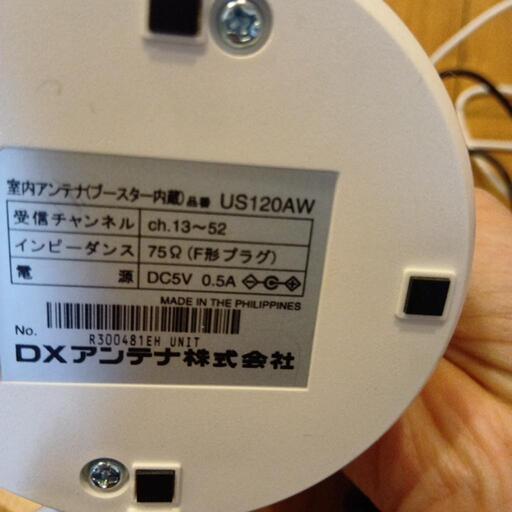 室内アンテナ(ブースター内蔵) 品番 US120AW
受信チャンネル ch.13～52
インピーダンス 75Ω(F形プラグ)
電源 DC5V 0.5A
MADE IN THE PHILIPPINES
No. R300481EH UNIT
DXアンテナ株式会社